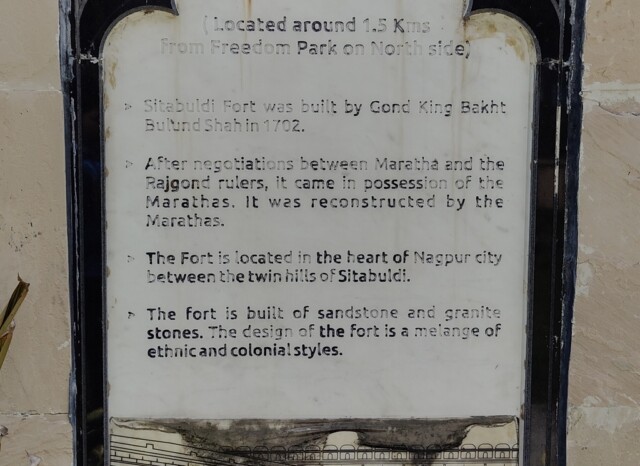 ( Located around 1.5 Kms
from Freedom Park on North side)
▹ Sitabuldi Fort was built by Gond King Bakht
Bulund Shah in 1702.
▹ After negotiations between Maratha and the
Rajgond rulers, it came in possession of the
Marathas. It was reconstructed by the
Marathas.
▹ The Fort is located in the heart of Nagpur city
between the twin hills of Sitabuldi.
▹ The fort is built of sandstone and granite
stones. The design of the fort is a melange of
ethnic and colonial styles.